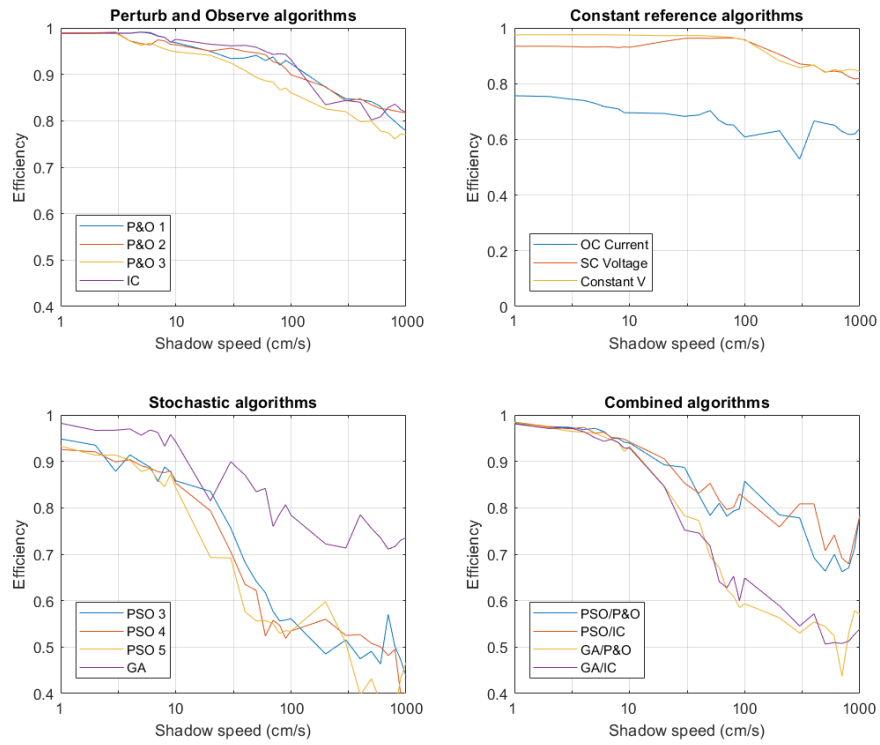 Perturb and Observe algorithms
1
0.9
0.8
0.7
0.6
0.5
0.4
Efficiency
P&O 1
P&O 2
P&O 3
IC
1 10 100 1000
Shadow speed (cm/s)
Constant reference algorithms
1
0.8
0.6
0.4
0.2
0
Efficiency
OC Current
SC Voltage
Constant V
1 10 100 1000
Shadow speed (cm/s)
Stochastic algorithms
1
0.9
0.8
0.7
0.6
0.5
0.4
Efficiency
PSO 3
PSO 4
PSO 5
GA
1 10 100 1000
Shadow speed (cm/s)
Combined algorithms
1
0.9
0.8
0.7
0.6
0.5
0.4
Efficiency
PSO/P&O
PSO/IC
GA/P&O
GA/IC
1 10 100 1000
Shadow speed (cm/s)